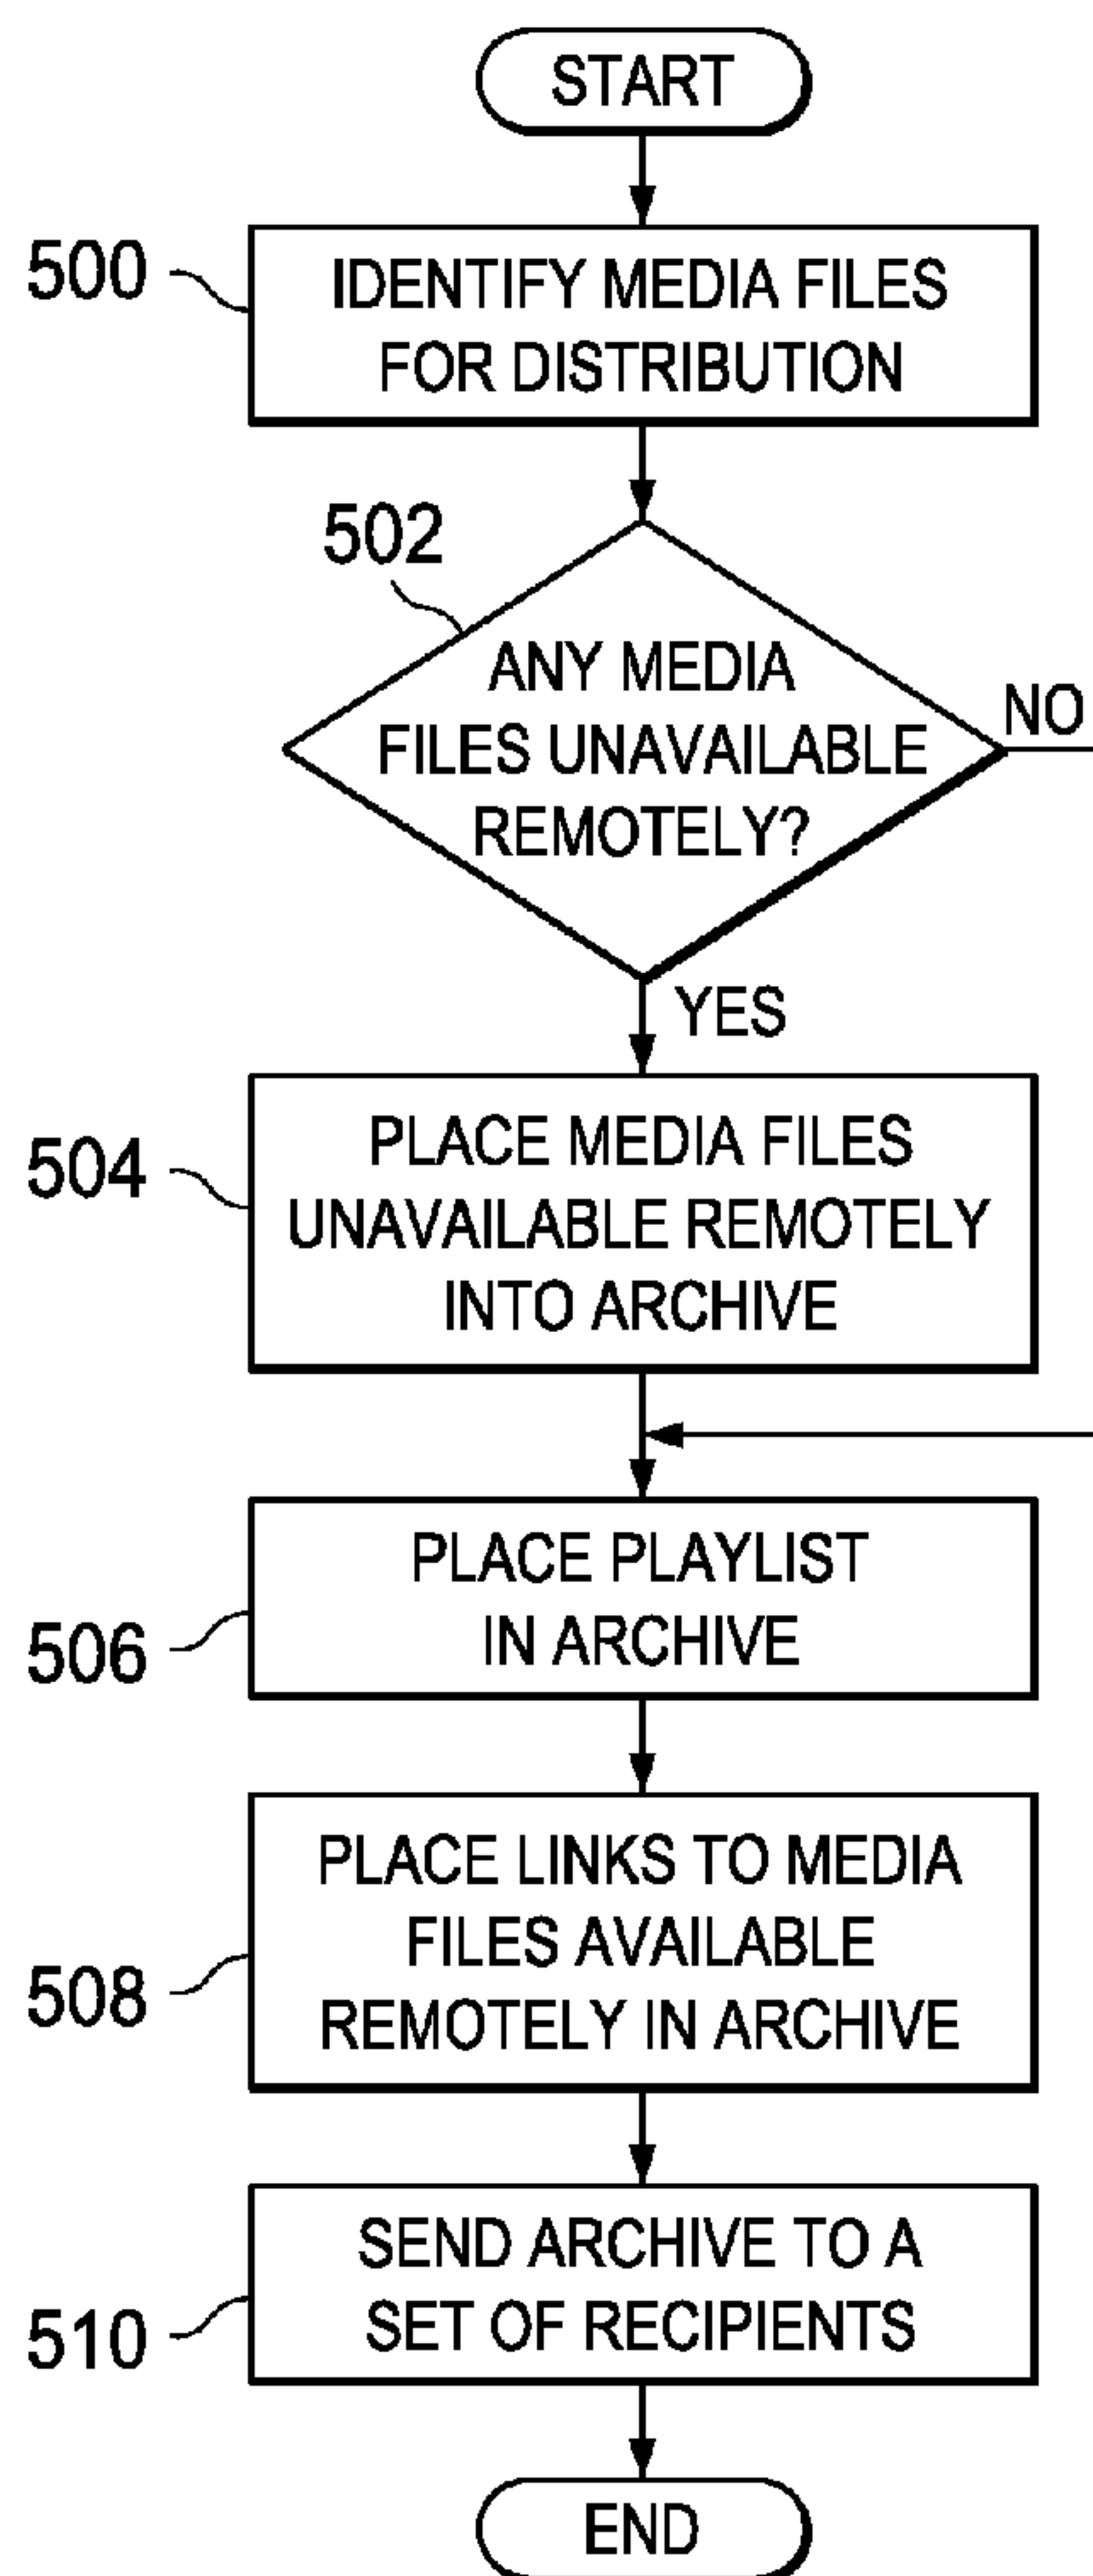 START
500
IDENTIFY MEDIA FILES
FOR DISTRIBUTION
502
ANY MEDIA
FILES UNAVAILABLE
REMOTELY?
NO
YES
504
PLACE MEDIA FILES
UNAVAILABLE REMOTELY
INTO ARCHIVE
506
PLACE PLAYLIST
IN ARCHIVE
508
PLACE LINKS TO MEDIA
FILES AVAILABLE
REMOTELY IN ARCHIVE
510
SEND ARCHIVE TO A
SET OF RECIPIENTS
END